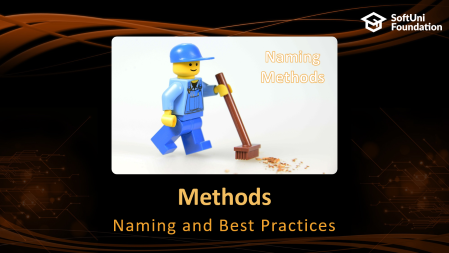 SoftUni
Foundation
Naming
Methods
Methods
Naming and Best Practices